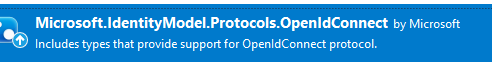 Microsoft.IdentityModel.Protocols.OpenIdConnect by Microsoft
Includes types that provide support for OpenIdConnect protocol.